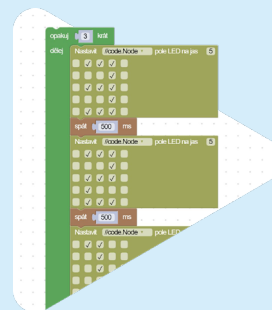 opakuj 3 krát
dělej Nastavit !!code.Node pole LED na jas 5
spát 500 ms
Nastavit !!code.Node pole LED na jas 5
spát 500 ms
Nastavit !!code.Node pole LED